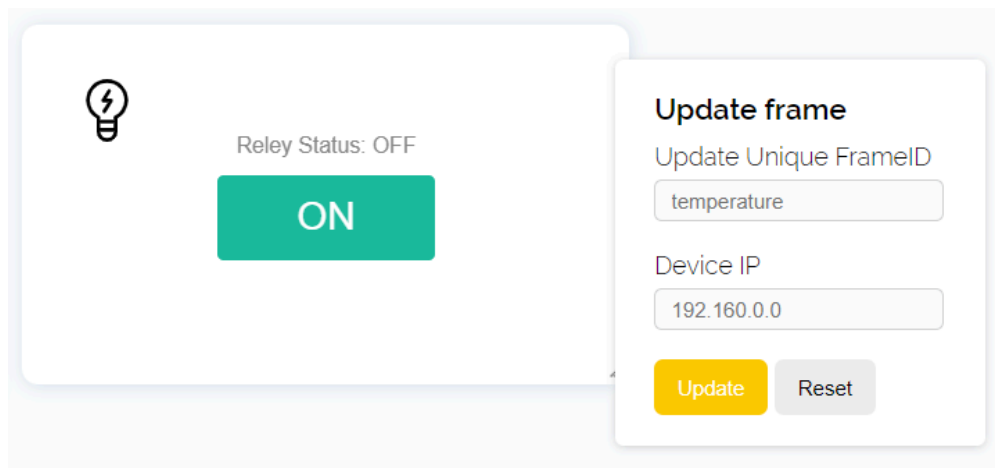 Reley Status: OFF
ON
Update frame
Update Unique FrameID
temperature
Device IP
192.160.0.0
Update
Reset